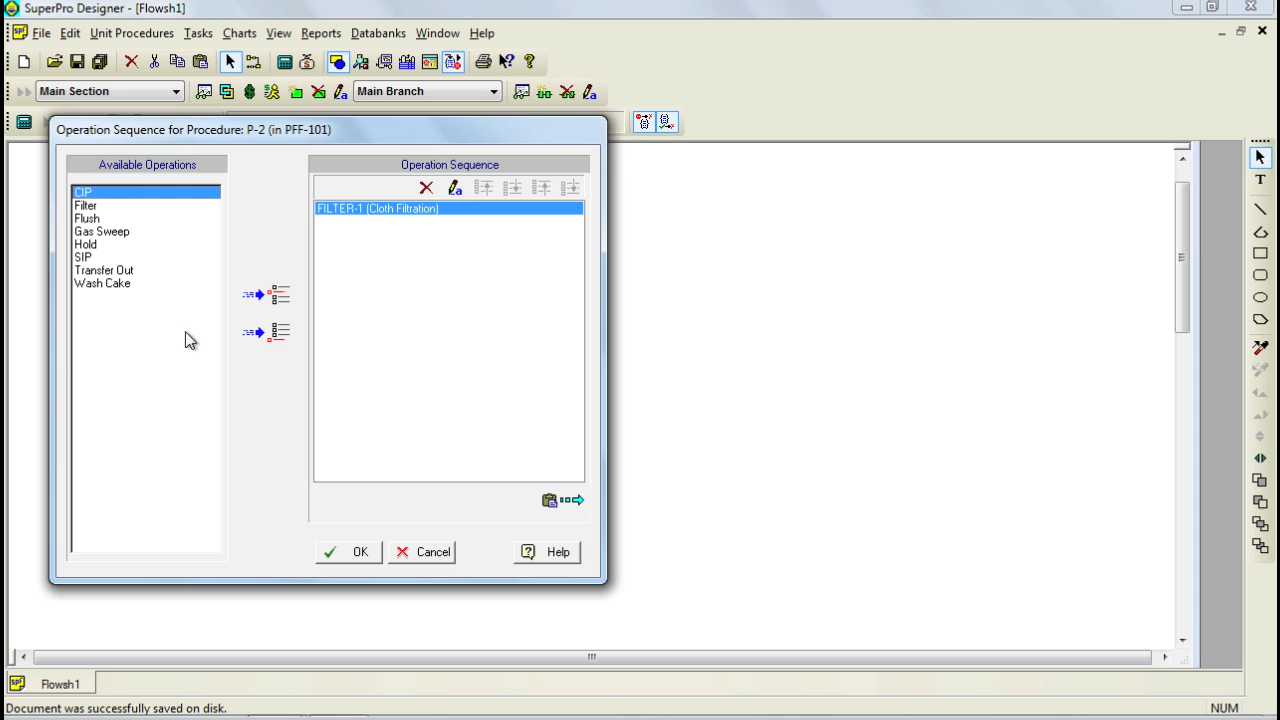 SuperPro Designer - [Flowsh1]
File Edit Unit Procedures Tasks Charts View Reports Databanks Window Help
Main Section Main Branch
Operation Sequence for Procedure: P-2 (in PFF-101)
Available Operations
CIP
Filter
Flush
Gas Sweep
Hold
SIP
Transfer Out
Wash Cake
Operation Sequence
FILTER-1 (Cloth Filtration)
OK Cancel Help
Flowsh1
Document was successfully saved on disk. NUM